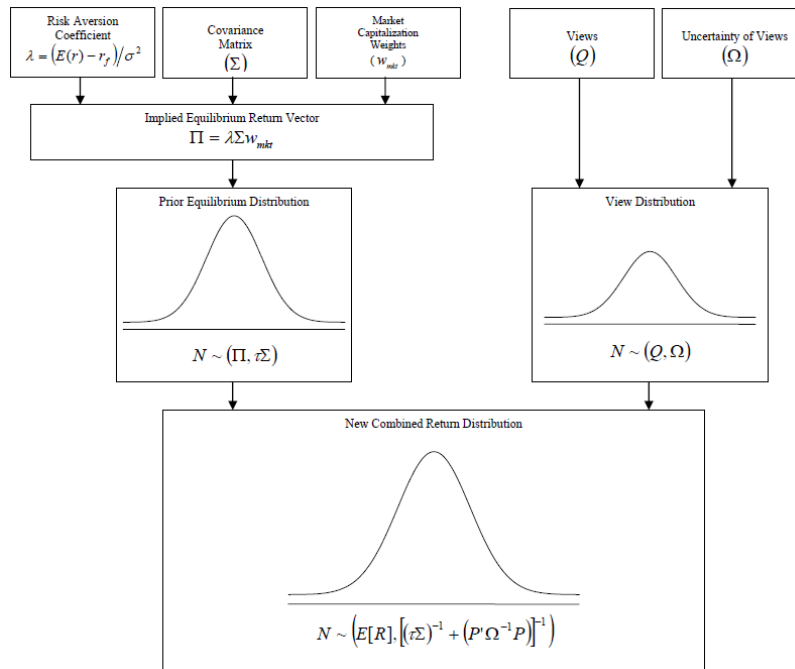 Risk Aversion
Coefficient
λ = (E(r) − r_f)/σ²
Covariance
Matrix
(Σ)
Market
Capitalization
Weights
(w_mkt)
Views
(Q)
Uncertainty of Views
(Ω)
Implied Equilibrium Return Vector
Π = λΣw_mkt
Prior Equilibrium Distribution
N ~ (Π, τΣ)
View Distribution
N ~ (Q, Ω)
New Combined Return Distribution
N ~ (E[R], [(τΣ)⁻¹ + (P'Ω⁻¹P)]⁻¹)